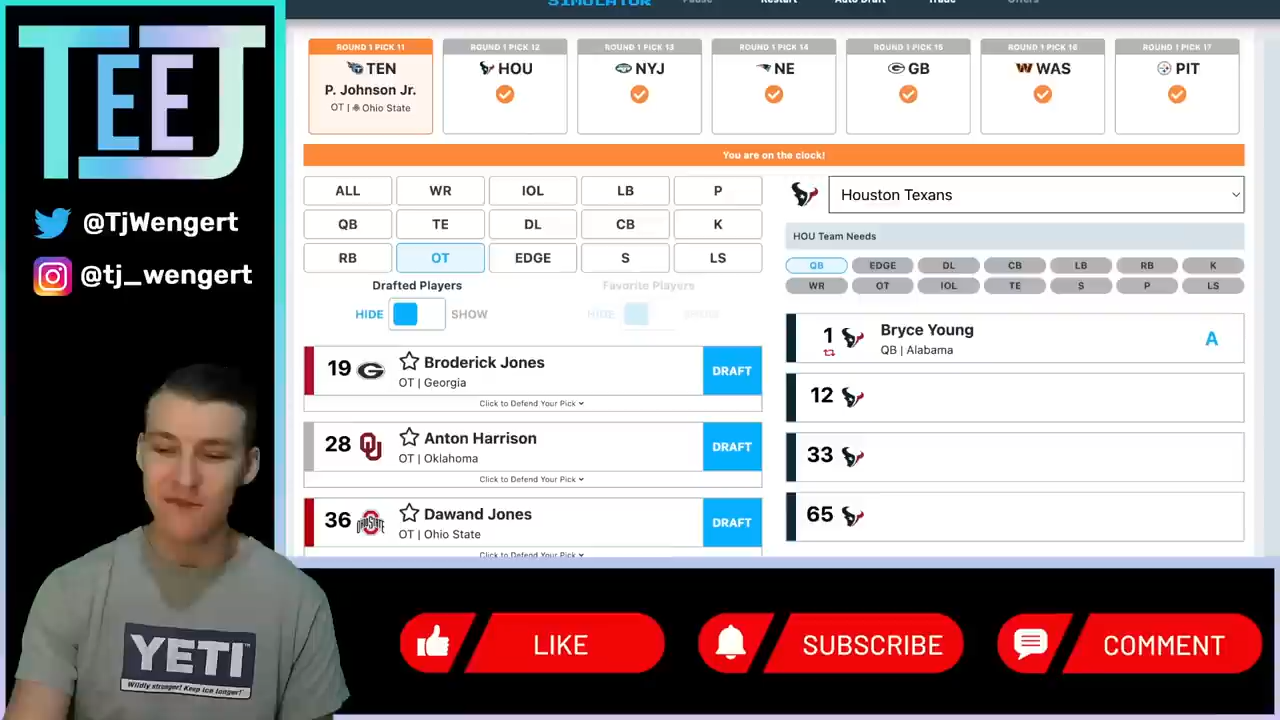 SIMULATOR
Pause
Restart
Auto Draft
Trade
Offers
TEEJ
@TjWengert
@tj_wengert
ROUND 1 PICK 11
TEN
P. Johnson Jr.
OT | Ohio State
ROUND 1 PICK 12
HOU
ROUND 1 PICK 13
NYJ
ROUND 1 PICK 14
NE
ROUND 1 PICK 15
GB
ROUND 1 PICK 16
WAS
ROUND 1 PICK 17
PIT
You are on the clock!
ALL WR IOL LB P
QB TE DL CB K
RB OT EDGE S LS
Drafted Players
HIDE SHOW
Favorite Players
HIDE SHOW
19 Broderick Jones
OT | Georgia
DRAFT
Click to Defend Your Pick
28 Anton Harrison
OT | Oklahoma
DRAFT
Click to Defend Your Pick
36 Dawand Jones
OT | Ohio State
DRAFT
Click to Defend Your Pick
Houston Texans
HOU Team Needs
QB EDGE DL CB LB RB K
WR OT IOL TE S P LS
1 Bryce Young
QB | Alabama
A
12
33
65
YETI
Wildly stronger! Keep ice longer!
LIKE
SUBSCRIBE
COMMENT